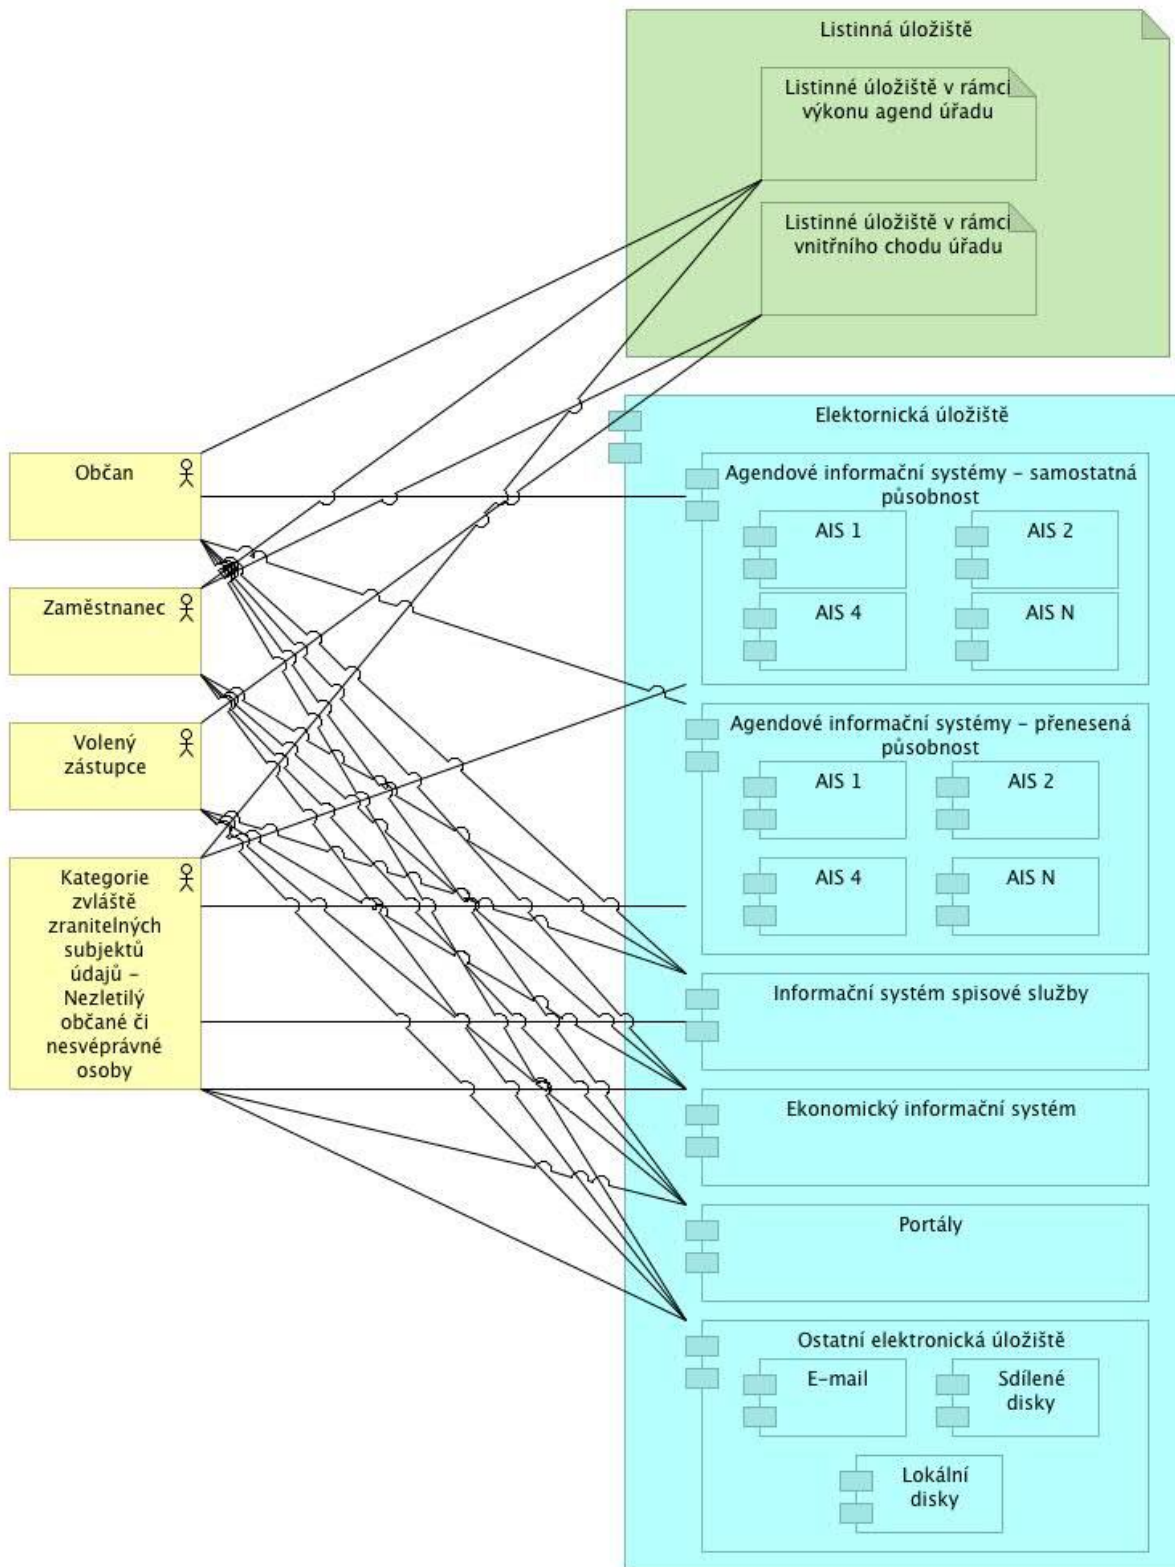 Listinná úložiště
Listinné úložiště v rámci
výkonu agend úřadu
Listinné úložiště v rámci
vnitřního chodu úřadu
Občan
Zaměstnanec
Volený
zástupce
Kategorie
zvláště
zranitelných
subjektů
údajů –
Nezletilý
občané či
nesvéprávné
osoby
Elektornická úložiště
Agendové informační systémy – samostatná
působnost
AIS 1
AIS 2
AIS 4
AIS N
Agendové informační systémy – přenesená
působnost
AIS 1
AIS 2
AIS 4
AIS N
Informační systém spisové služby
Ekonomický informační systém
Portály
Ostatní elektronická úložiště
E-mail
Sdílené
disky
Lokální
disky